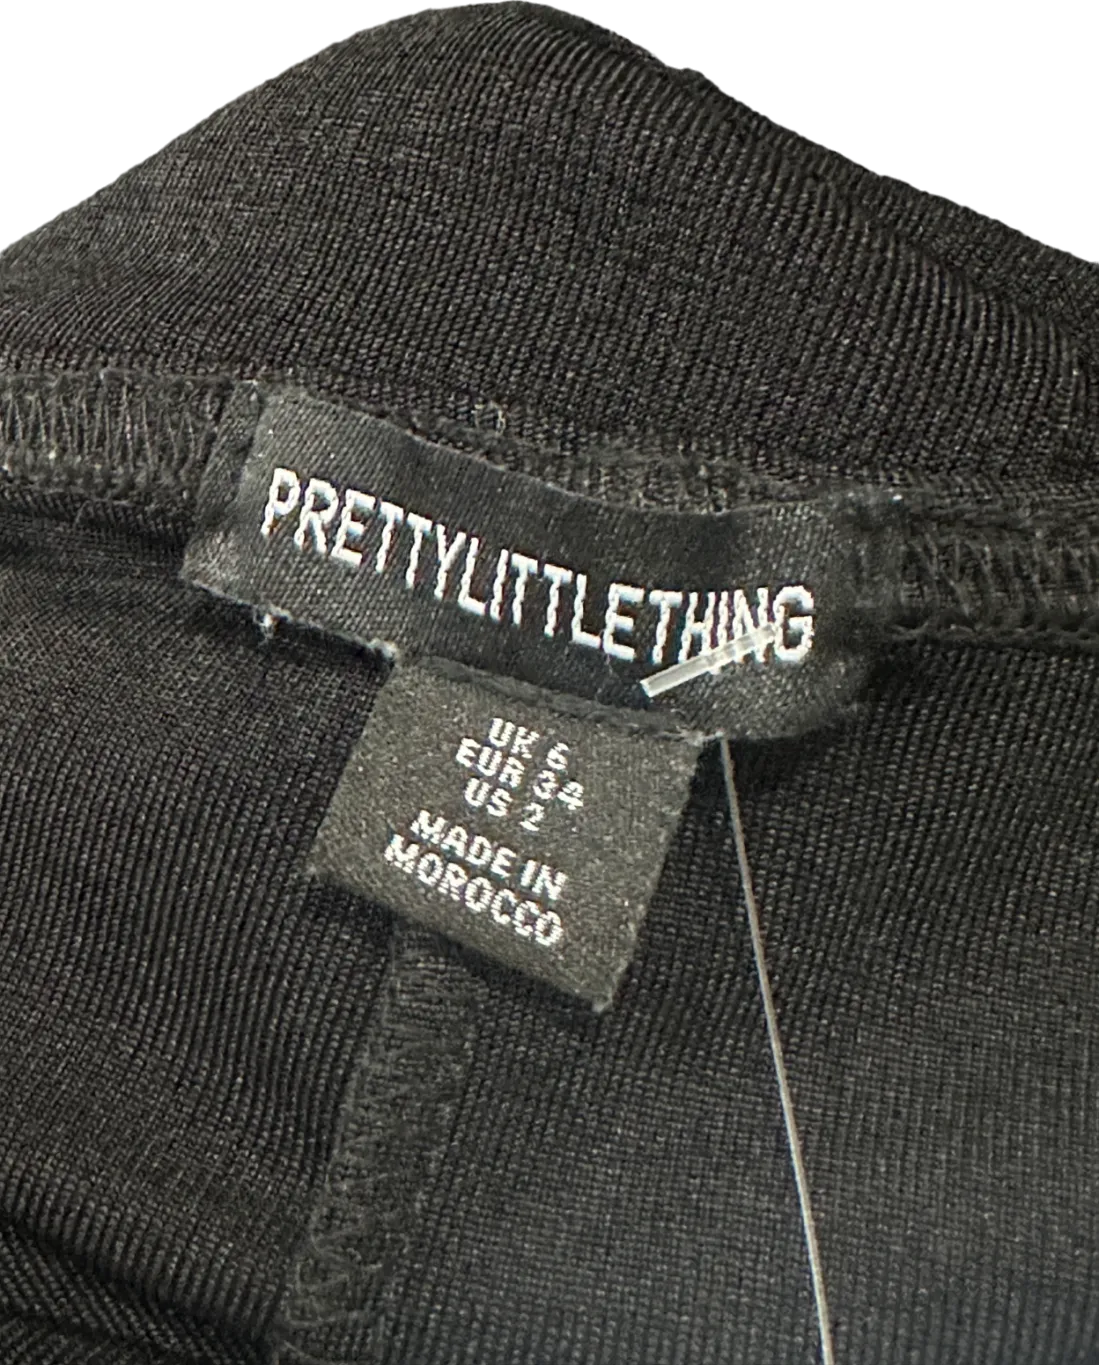 PRETTYLITTLETHING
UK 6
EUR 34
US 2
MADE IN
MOROCCO